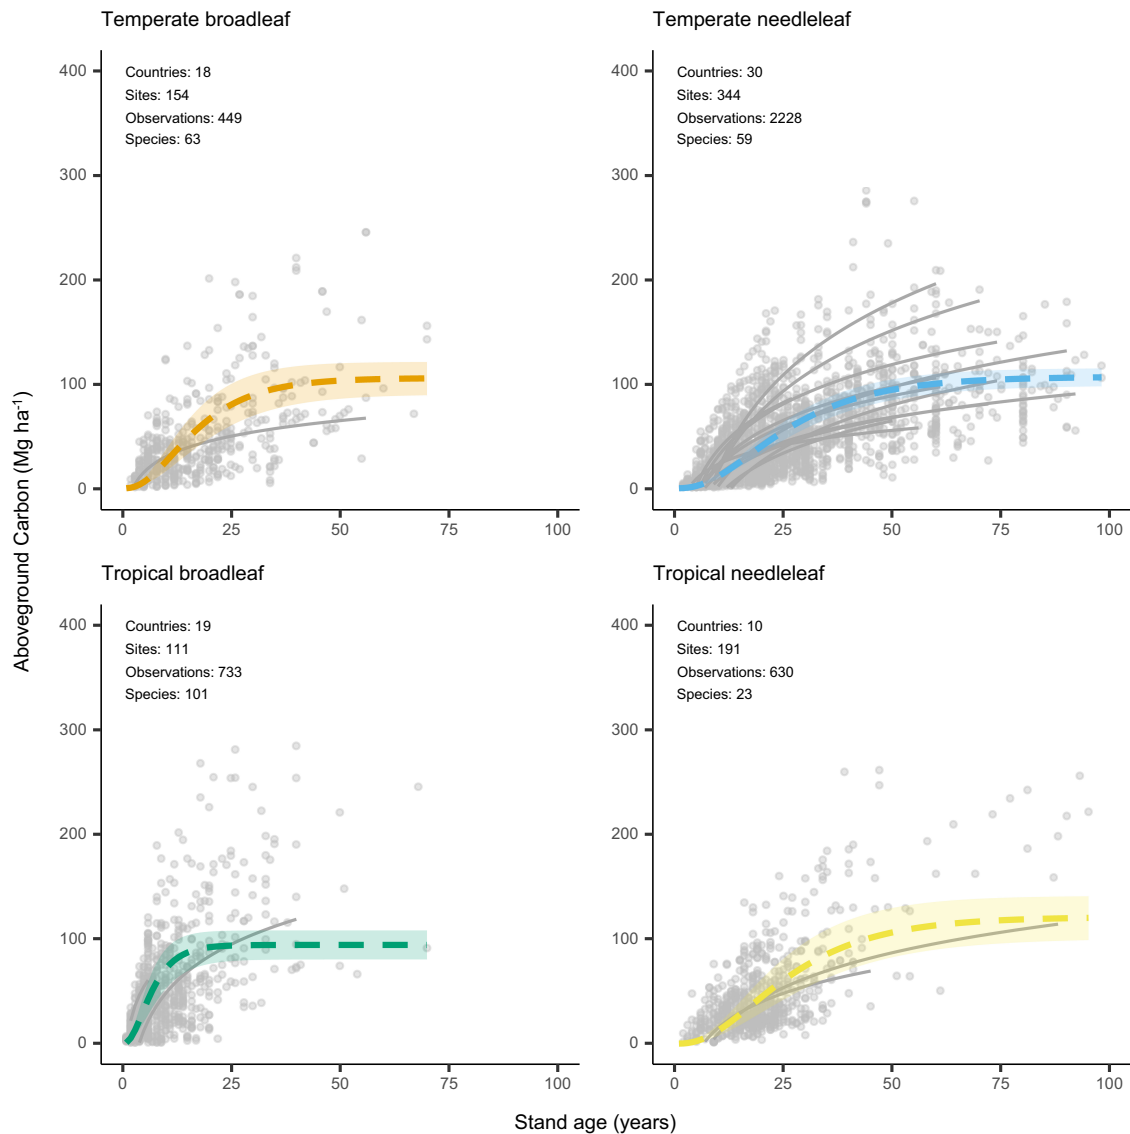 Temperate broadleaf
Countries: 18
Sites: 154
Observations: 449
Species: 63
400
300
200
100
0
0 25 50 75 100
Temperate needleleaf
Countries: 30
Sites: 344
Observations: 2228
Species: 59
400
300
200
100
0
0 25 50 75 100
Aboveground Carbon (Mg ha⁻¹)
Tropical broadleaf
Countries: 19
Sites: 111
Observations: 733
Species: 101
400
300
200
100
0
0 25 50 75 100
Tropical needleleaf
Countries: 10
Sites: 191
Observations: 630
Species: 23
400
300
200
100
0
0 25 50 75 100
Stand age (years)